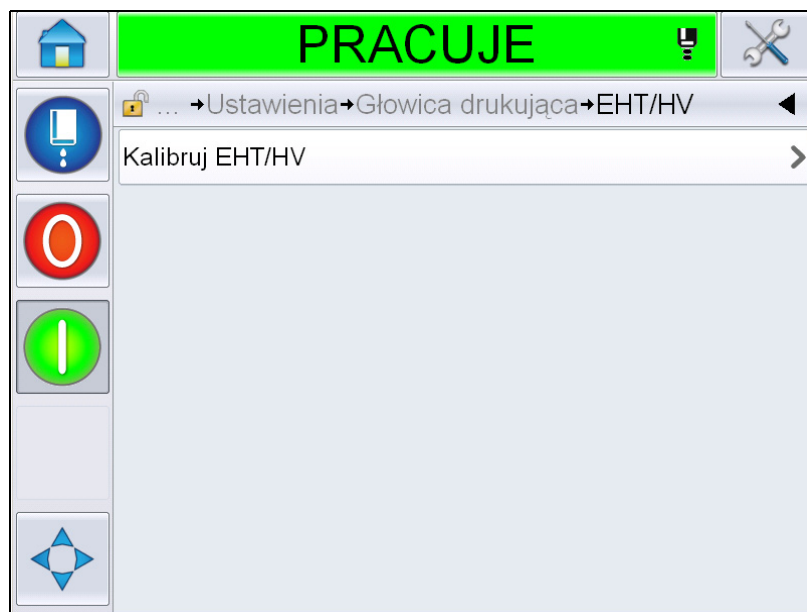 PRACUJE
... →Ustawienia→Głowica drukująca→EHT/HV
Kalibruj EHT/HV